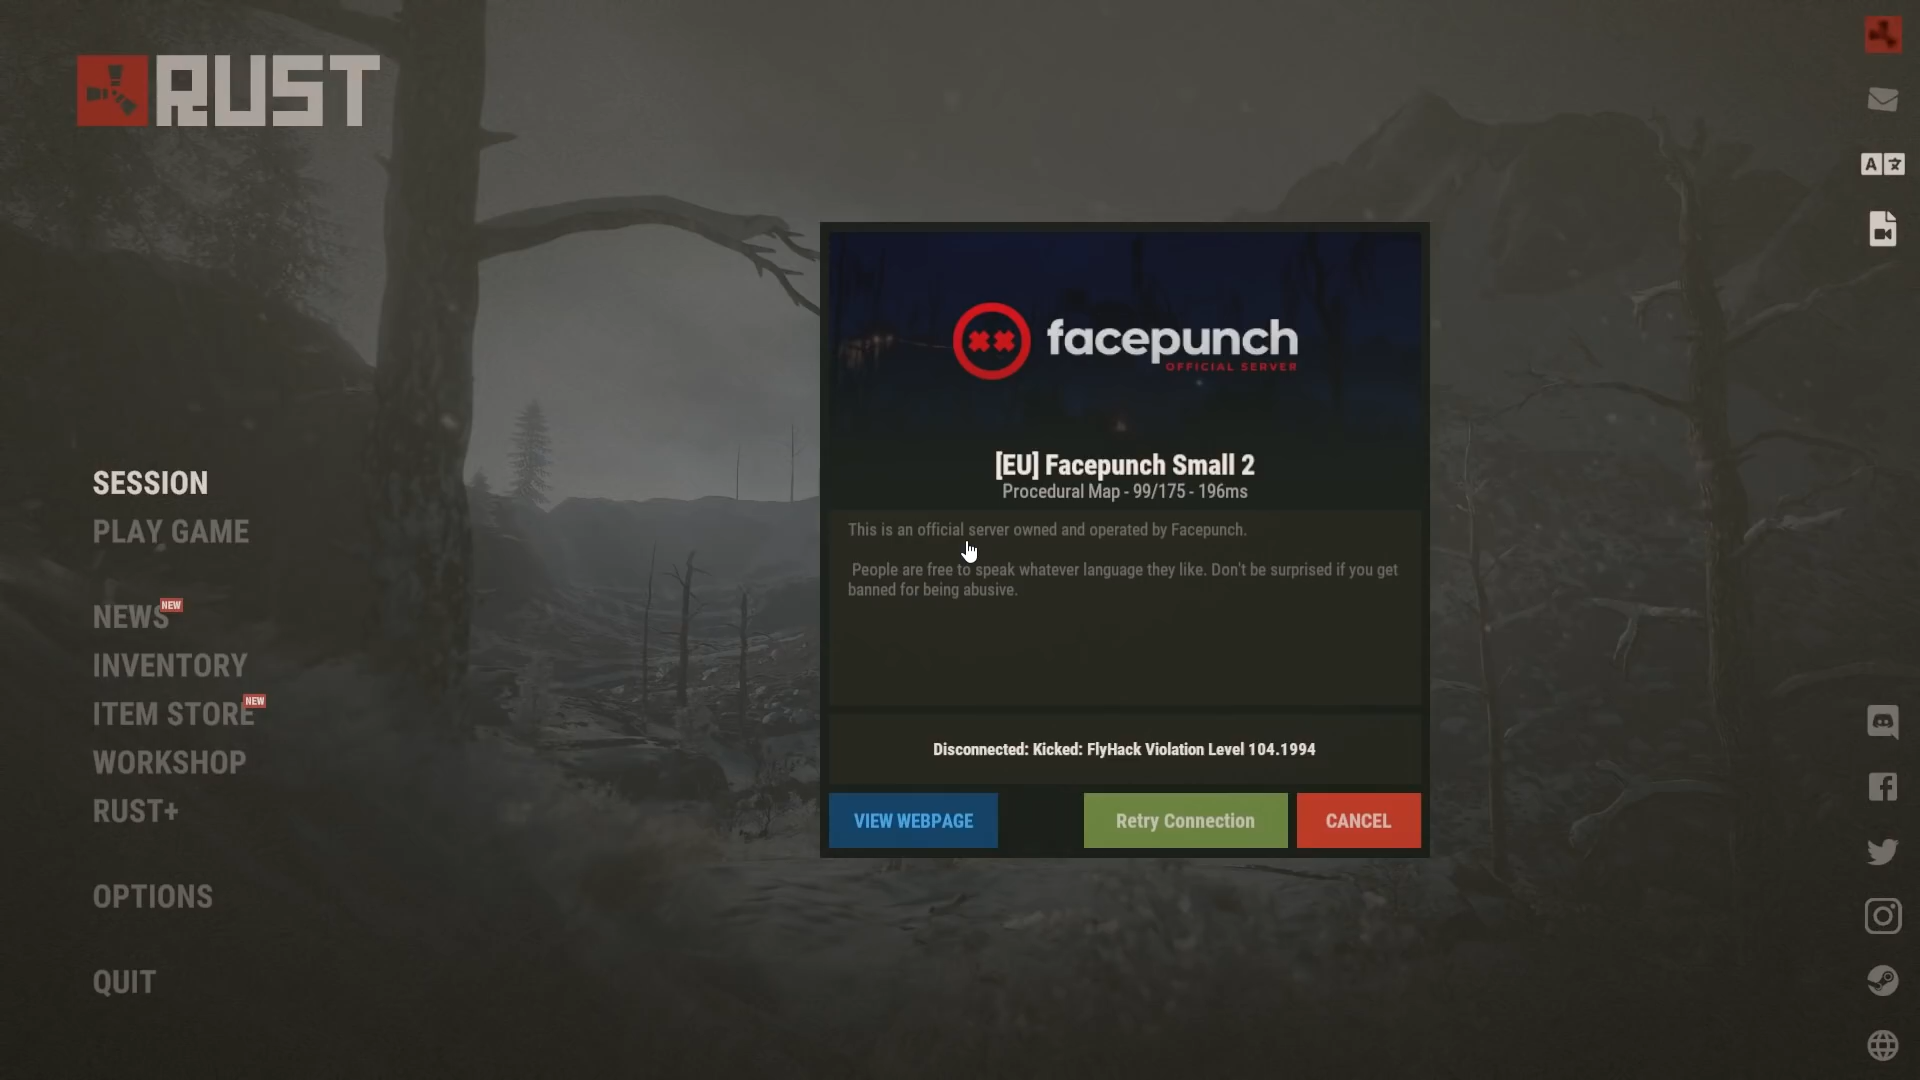 RUST
SESSION
PLAY GAME
NEWS NEW
INVENTORY
ITEM STORE NEW
WORKSHOP
RUST+
OPTIONS
QUIT
facepunch
OFFICIAL SERVER
[EU] Facepunch Small 2
Procedural Map - 99/175 - 196ms
This is an official server owned and operated by Facepunch.
People are free to speak whatever language they like. Don't be surprised if you get
banned for being abusive.
Disconnected: Kicked: FlyHack Violation Level 104.1994
VIEW WEBPAGE
Retry Connection
CANCEL
A